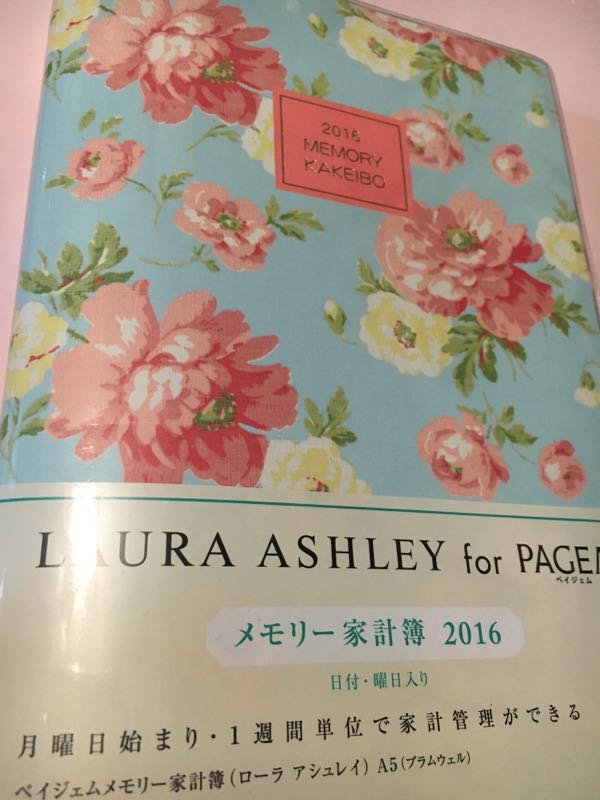 2016
MEMORY
KAKEIBO
LAURA ASHLEY for
ペイジェム
メモリー家計簿 2016
日付・曜日入り
月曜日始まり・1週間単位で家計管理ができる
ペイジェムメモリー家計簿(ローラ アシュレイ) A5(ブラムウェル)